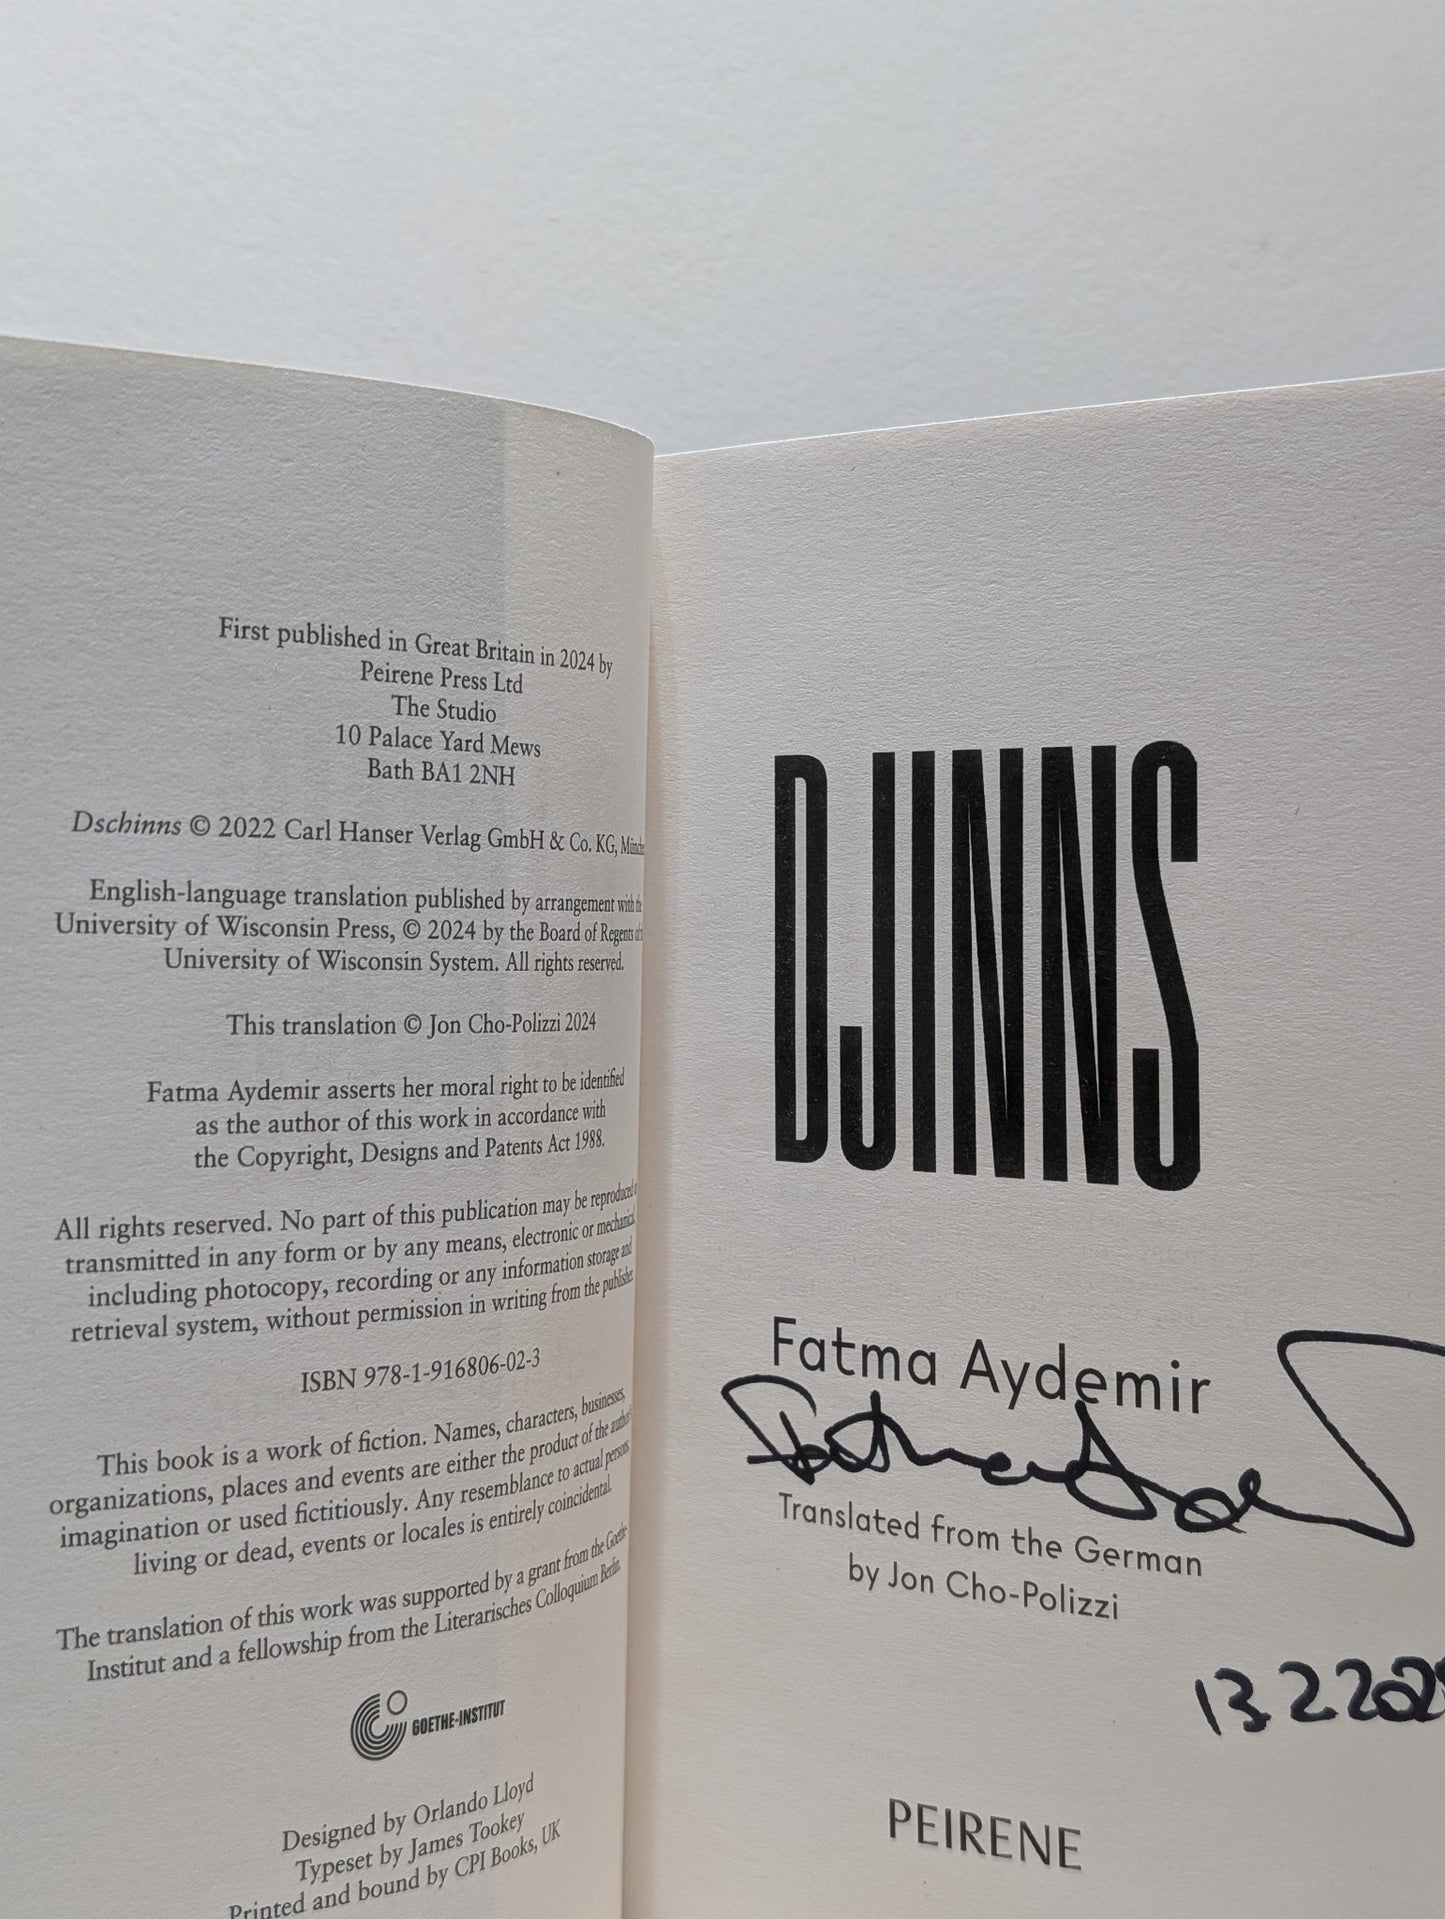 First published in Great Britain in 2024 by
Peirene Press Ltd
The Studio
10 Palace Yard Mews
Bath BA1 2NH
Dschinns © 2022 Carl Hanser Verlag GmbH & Co. KG,
English-language translation published by arrangement with the
University of Wisconsin Press, © 2024 by the Board of Regents of
University of Wisconsin System. All rights reserved.
This translation © Jon Cho-Polizzi 2024
Fatma Aydemir asserts her moral right to be identified
as the author of this work in accordance with
the Copyright, Designs and Patents Act 1988.
All rights reserved. No part of this publication may be reproduced
transmitted in any form or by any means, electronic or mechanical,
including photocopy, recording or any information storage and
retrieval system, without permission in writing from the publisher.
ISBN 978-1-916806-02-3
This book is a work of fiction. Names, characters, businesses,
organizations, places and events are either the product of the author's
imagination or used fictitiously. Any resemblance to actual persons,
living or dead, events or locales is entirely coincidental.
The translation of this work was supported by a grant from the Goethe-
Institut and a fellowship from the Literarisches Colloquium Berlin.
GOETHE-INSTITUT
Designed by Orlando Lloyd
Typeset by James Tookey
Printed and bound by CPI Books, UK
DJINNS
Fatma Aydemir
Translated from the German
by Jon Cho-Polizzi
13 2
PEIRENE